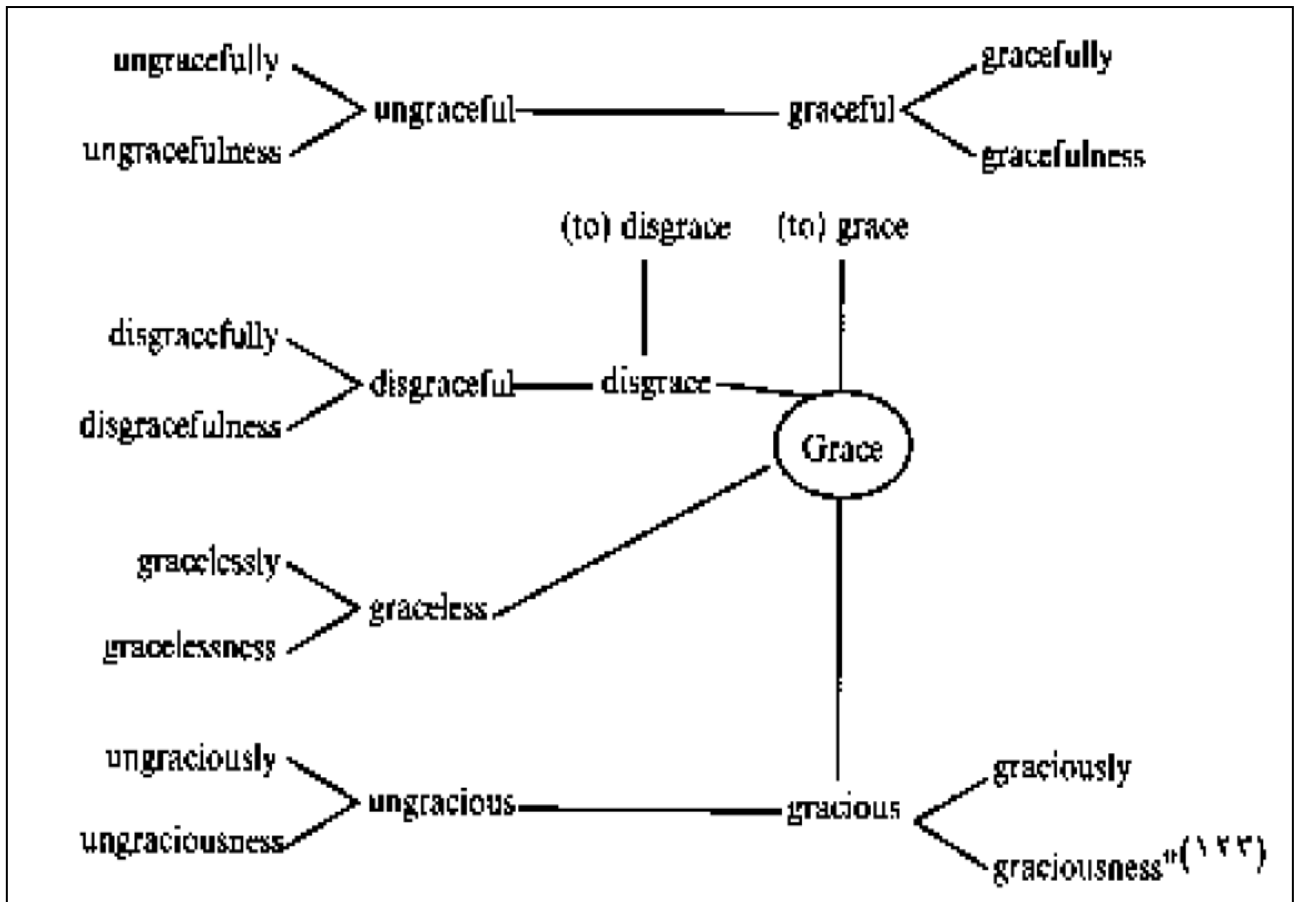 ungracefully gracefully
ungraceful graceful
ungracefulness gracefulness
(to) disgrace (to) grace
disgracefully
disgraceful disgrace
disgracefulness
Grace
gracelessly
graceless
gracelessness
ungraciously graciously
ungracious gracious
ungraciousness graciousness"(١٢٣)